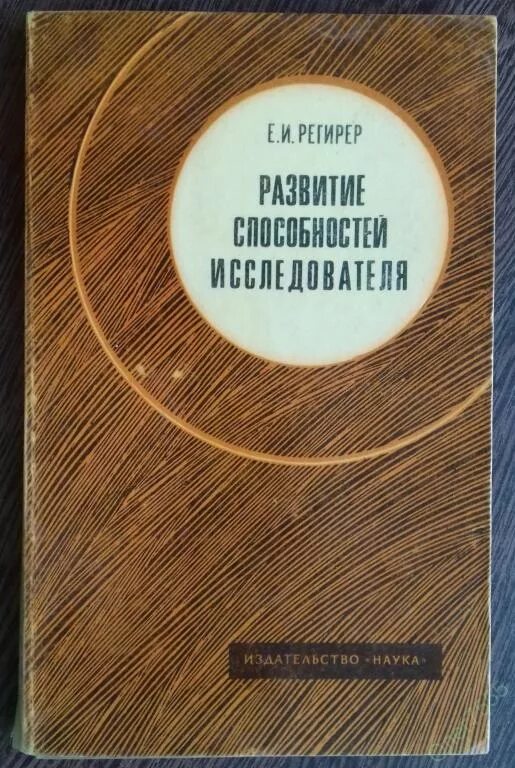 Е.И. РЕГИРЕР
РАЗВИТИЕ
СПОСОБНОСТЕЙ
ИССЛЕДОВАТЕЛЯ
ИЗДАТЕЛЬСТВО «НАУКА»